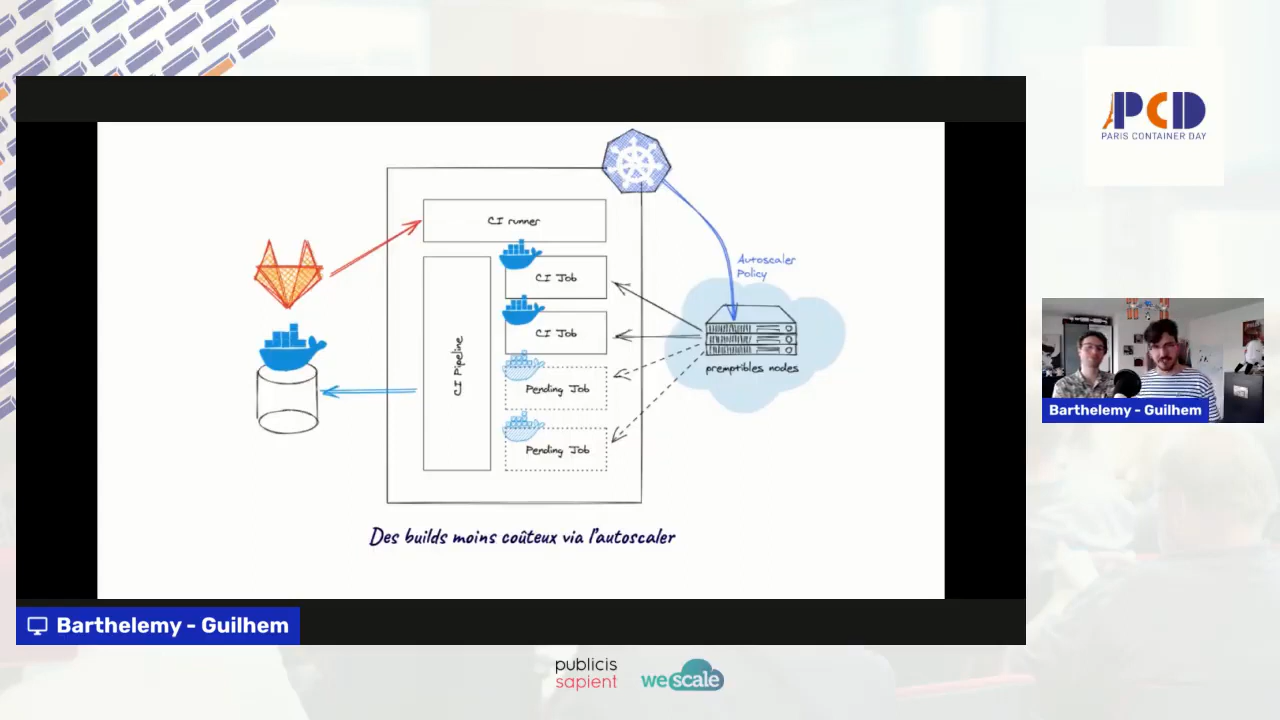 PCD
PARIS CONTAINER DAY
CI runner
CI Job
CI Job
Pending Job
Pending Job
CI Pipeline
Autoscaler
Policy
premptibles nodes
Des builds moins coûteux via l'autoscaler
Barthelemy - Guilhem
Barthelemy - Guilhem
publicis
sapient
wescale